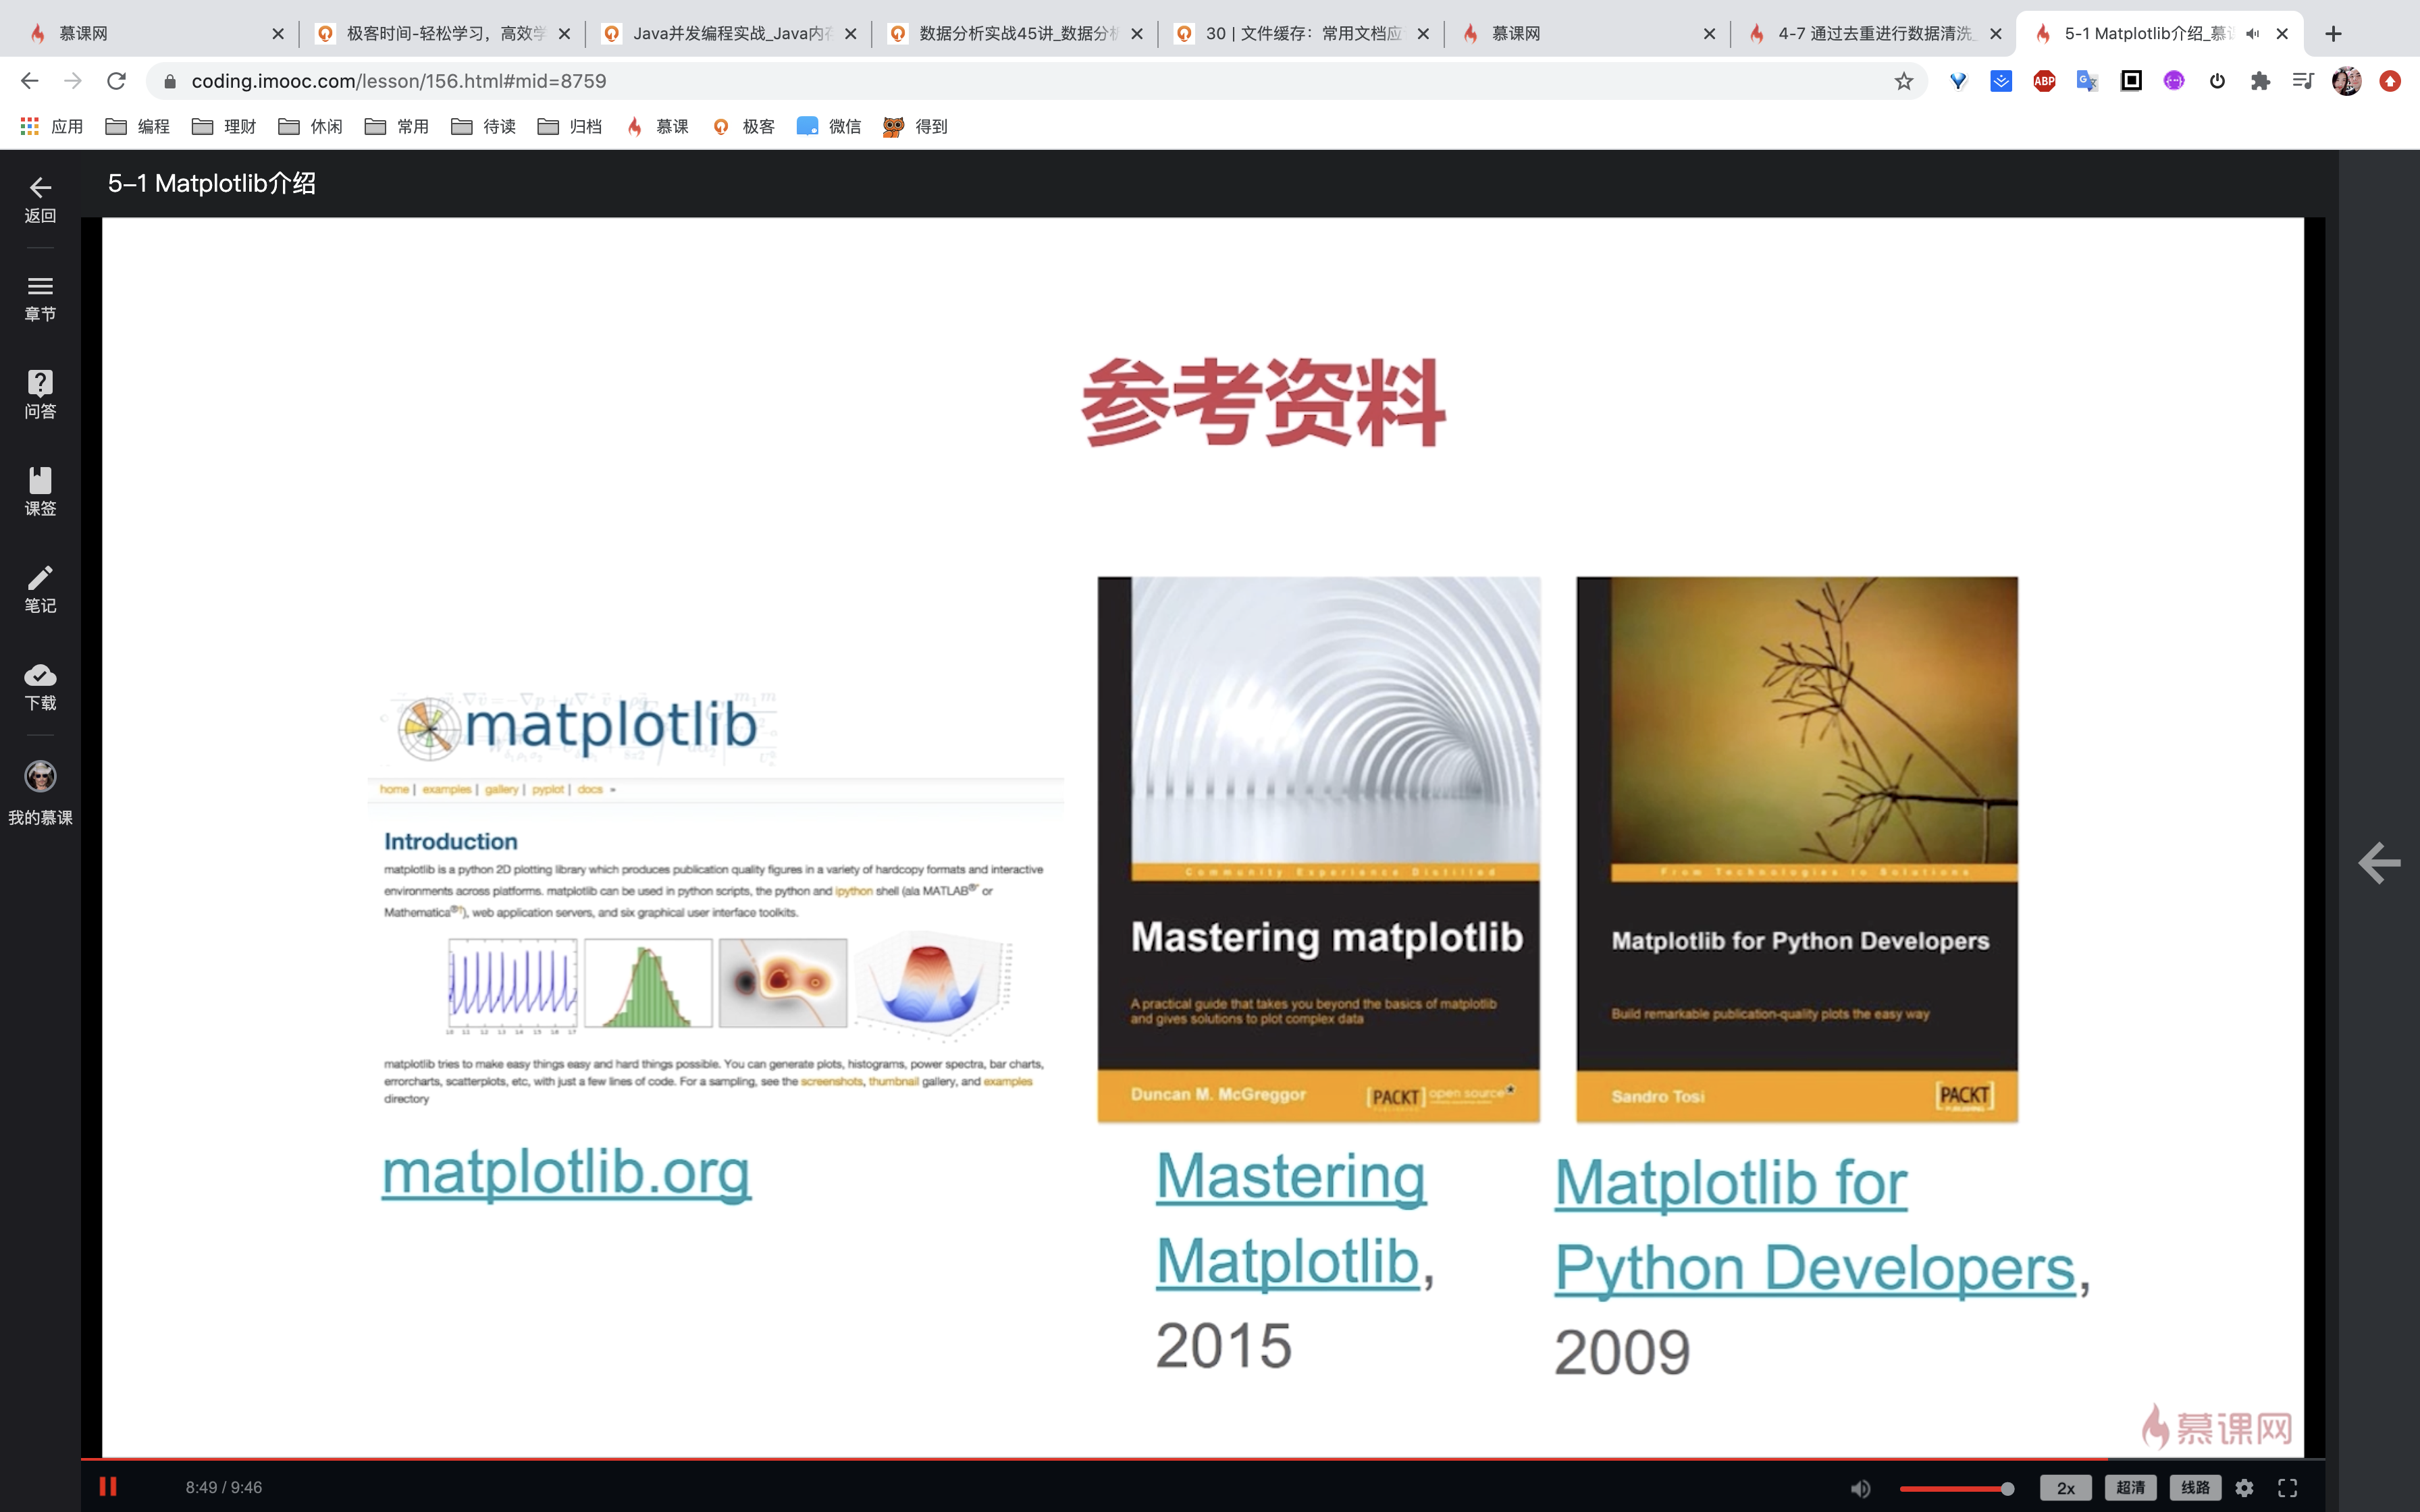 慕课网
极客时间-轻松学习，高效学
Java并发编程实战_Java内存
数据分析实战45讲_数据分析
30 | 文件缓存：常用文档应
慕课网
4-7 通过去重进行数据清洗_
5-1 Matplotlib介绍_慕课
coding.imooc.com/lesson/156.html#mid=8759
ABP
应用 编程 理财 休闲 常用 待读 归档 慕课 极客 微信 得到
返回
章节
问答
课签
笔记
下载
我的慕课
5-1 Matplotlib介绍
参考资料
matplotlib
home | examples | gallery | pyplot | docs »
Introduction
matplotlib is a python 2D plotting library which produces publication quality figures in a variety of hardcopy formats and interactive
environments across platforms. matplotlib can be used in python scripts, the python and ipython shell (ala MATLAB®* or
Mathematica®†), web application servers, and six graphical user interface toolkits.
matplotlib tries to make easy things easy and hard things possible. You can generate plots, histograms, power spectra, bar charts,
errorcharts, scatterplots, etc, with just a few lines of code. For a sampling, see the screenshots, thumbnail gallery, and examples
directory
matplotlib.org
Community Experience Distilled
Mastering matplotlib
A practical guide that takes you beyond the basics of matplotlib
and gives solutions to plot complex data
Duncan M. McGreggor
[PACKT] open source*
PUBLISHING
Mastering
Matplotlib,
2015
From Technologies to Solutions
Matplotlib for Python Developers
Build remarkable publication-quality plots the easy way
Sandro Tosi
[PACKT]
PUBLISHING
Matplotlib for
Python Developers,
2009
慕课网
8:49 / 9:46
2x
超清
线路